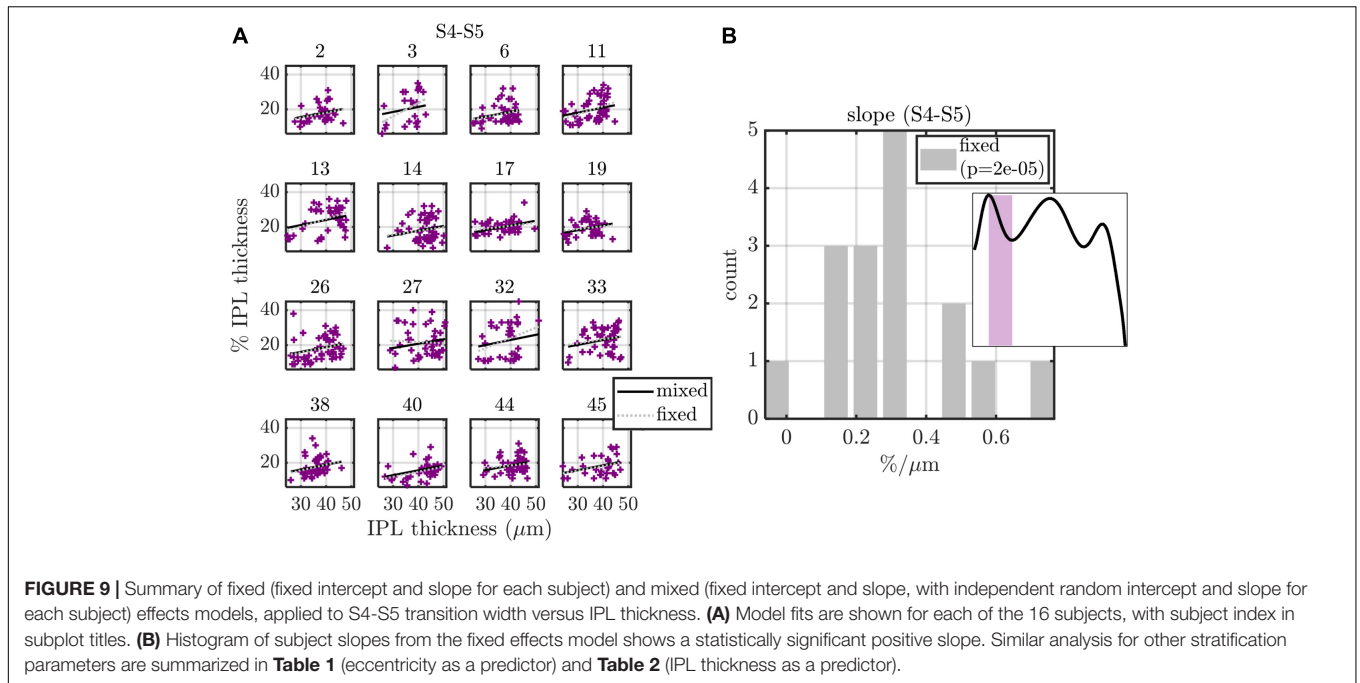 A
S4-S5
2 3 6 11
40
20
13 14 17 19
40
20
% IPL thickness
26 27 32 33
40
20
mixed
fixed
38 40 44 45
40
20
30 40 50 30 40 50 30 40 50 30 40 50
IPL thickness (μm)
B
slope (S4-S5)
fixed
(p=2e-05)
5
4
3
2
1
0
count
0 0.2 0.4 0.6
%/μm
FIGURE 9 | Summary of fixed (fixed intercept and slope for each subject) and mixed (fixed intercept and slope, with independent random intercept and slope for
each subject) effects models, applied to S4-S5 transition width versus IPL thickness. (A) Model fits are shown for each of the 16 subjects, with subject index in
subplot titles. (B) Histogram of subject slopes from the fixed effects model shows a statistically significant positive slope. Similar analysis for other stratification
parameters are summarized in Table 1 (eccentricity as a predictor) and Table 2 (IPL thickness as a predictor).